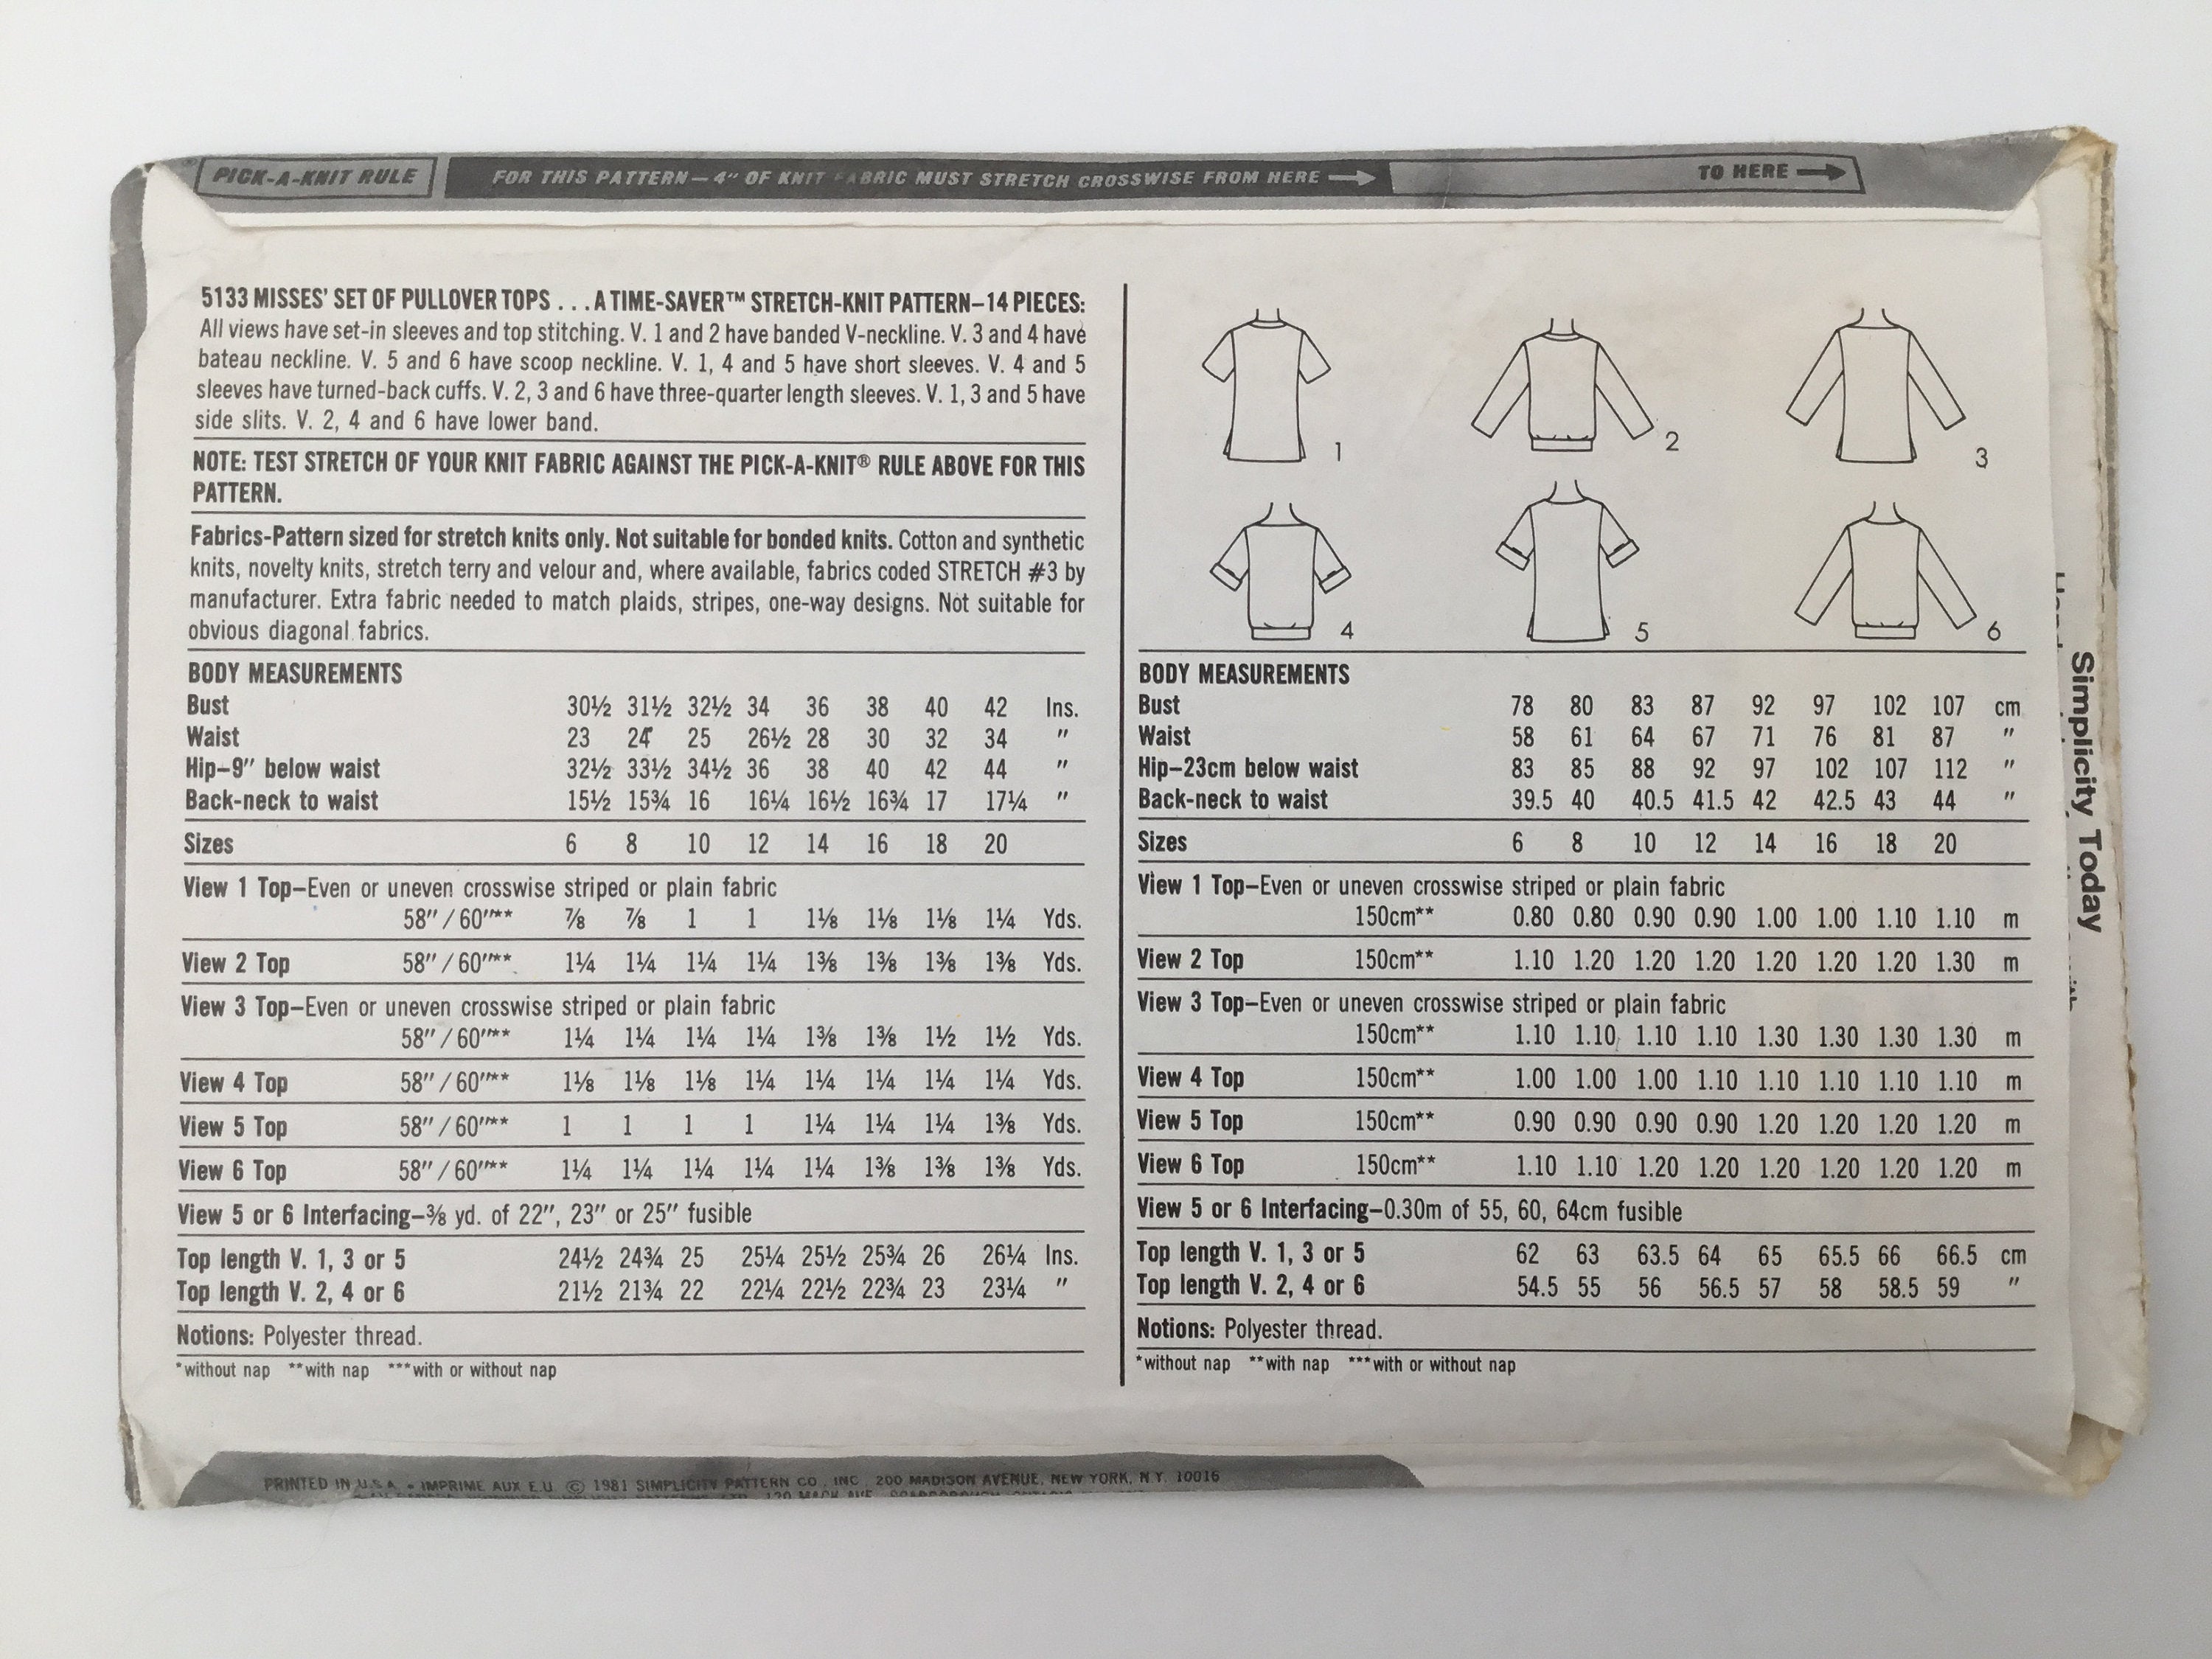 PICK-A-KNIT RULE
FOR THIS PATTERN—4" OF KNIT FABRIC MUST STRETCH CROSSWISE FROM HERE →
TO HERE →
5133 MISSES' SET OF PULLOVER TOPS . . . A TIME-SAVER™ STRETCH-KNIT PATTERN–14 PIECES:
All views have set-in sleeves and top stitching. V. 1 and 2 have banded V-neckline. V. 3 and 4 have
bateau neckline. V. 5 and 6 have scoop neckline. V. 1, 4 and 5 have short sleeves. V. 4 and 5
sleeves have turned-back cuffs. V. 2, 3 and 6 have three-quarter length sleeves. V. 1, 3 and 5 have
side slits. V. 2, 4 and 6 have lower band.
NOTE: TEST STRETCH OF YOUR KNIT FABRIC AGAINST THE PICK-A-KNIT® RULE ABOVE FOR THIS
PATTERN.
Fabrics-Pattern sized for stretch knits only. Not suitable for bonded knits. Cotton and synthetic
knits, novelty knits, stretch terry and velour and, where available, fabrics coded STRETCH #3 by
manufacturer. Extra fabric needed to match plaids, stripes, one-way designs. Not suitable for
obvious diagonal fabrics.
BODY MEASUREMENTS
Bust 30½ 31½ 32½ 34 36 38 40 42 Ins.
Waist 23 24 25 26½ 28 30 32 34 "
Hip–9" below waist 32½ 33½ 34½ 36 38 40 42 44 "
Back-neck to waist 15½ 15¾ 16 16¼ 16½ 16¾ 17 17¼ "
Sizes 6 8 10 12 14 16 18 20
View 1 Top–Even or uneven crosswise striped or plain fabric
58"/60"** ⅞ ⅞ 1 1 1⅛ 1⅛ 1⅛ 1¼ Yds.
View 2 Top 58"/60"** 1¼ 1¼ 1¼ 1¼ 1⅜ 1⅜ 1⅜ 1⅜ Yds.
View 3 Top–Even or uneven crosswise striped or plain fabric
58"/60"** 1¼ 1¼ 1¼ 1¼ 1⅜ 1⅜ 1½ 1½ Yds.
View 4 Top 58"/60"** 1⅛ 1⅛ 1⅛ 1¼ 1¼ 1¼ 1¼ 1¼ Yds.
View 5 Top 58"/60"** 1 1 1 1 1¼ 1¼ 1¼ 1⅜ Yds.
View 6 Top 58"/60"** 1¼ 1¼ 1¼ 1¼ 1¼ 1⅜ 1⅜ 1⅜ Yds.
View 5 or 6 Interfacing–⅜ yd. of 22", 23" or 25" fusible
Top length V. 1, 3 or 5 24½ 24¾ 25 25¼ 25½ 25¾ 26 26¼ Ins.
Top length V. 2, 4 or 6 21½ 21¾ 22 22¼ 22½ 22¾ 23 23¼ "
Notions: Polyester thread.
*without nap **with nap ***with or without nap
1
2
3
4
5
6
BODY MEASUREMENTS
Bust 78 80 83 87 92 97 102 107 cm
Waist 58 61 64 67 71 76 81 87 "
Hip–23cm below waist 83 85 88 92 97 102 107 112 "
Back-neck to waist 39.5 40 40.5 41.5 42 42.5 43 44 "
Sizes 6 8 10 12 14 16 18 20
View 1 Top–Even or uneven crosswise striped or plain fabric
150cm** 0.80 0.80 0.90 0.90 1.00 1.00 1.10 1.10 m
View 2 Top 150cm** 1.10 1.20 1.20 1.20 1.20 1.20 1.20 1.30 m
View 3 Top–Even or uneven crosswise striped or plain fabric
150cm** 1.10 1.10 1.10 1.10 1.30 1.30 1.30 1.30 m
View 4 Top 150cm** 1.00 1.00 1.00 1.10 1.10 1.10 1.10 1.10 m
View 5 Top 150cm** 0.90 0.90 0.90 0.90 1.20 1.20 1.20 1.20 m
View 6 Top 150cm** 1.10 1.10 1.20 1.20 1.20 1.20 1.20 1.20 m
View 5 or 6 Interfacing–0.30m of 55, 60, 64cm fusible
Top length V. 1, 3 or 5 62 63 63.5 64 65 65.5 66 66.5 cm
Top length V. 2, 4 or 6 54.5 55 56 56.5 57 58 58.5 59 "
Notions: Polyester thread.
*without nap **with nap ***with or without nap
Simplicity Today
PRINTED IN U.S.A. • IMPRIME AUX E.U. © 1981 SIMPLICITY PATTERN CO., INC. 200 MADISON AVENUE, NEW YORK, N.Y. 10016